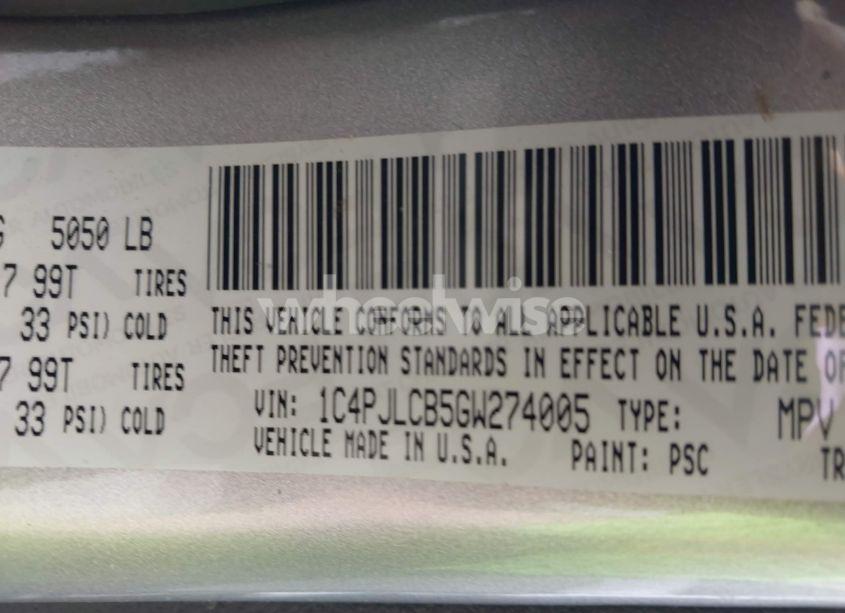 G 5050 LB
7 99T TIRES
33 PSI) COLD
7 99T TIRES
33 PSI) COLD
THIS VEHICLE CONFORMS TO ALL APPLICABLE U.S.A. FEDE
THEFT PREVENTION STANDARDS IN EFFECT ON THE DATE OF
VIN: 1C4PJLCB5GW274005 TYPE: MPV
VEHICLE MADE IN U.S.A. PAINT: PSC TR
wheelwise